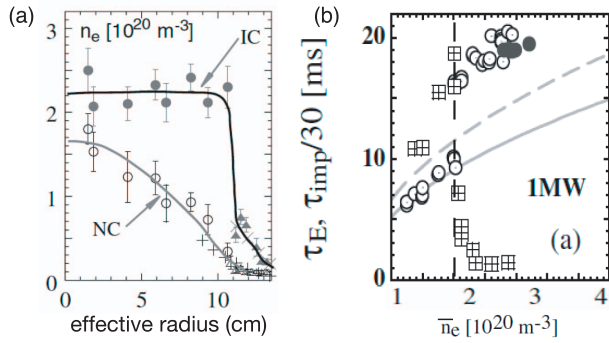 (a)
n_e [10^20 m^-3]
IC
NC
3
2
1
0
0
5
10
effective radius (cm)
(b)
τ_E, τ_imp/30 [ms]
20
10
0
1MW
(a)
1
2
3
4
n̅_e [10^20 m^-3]